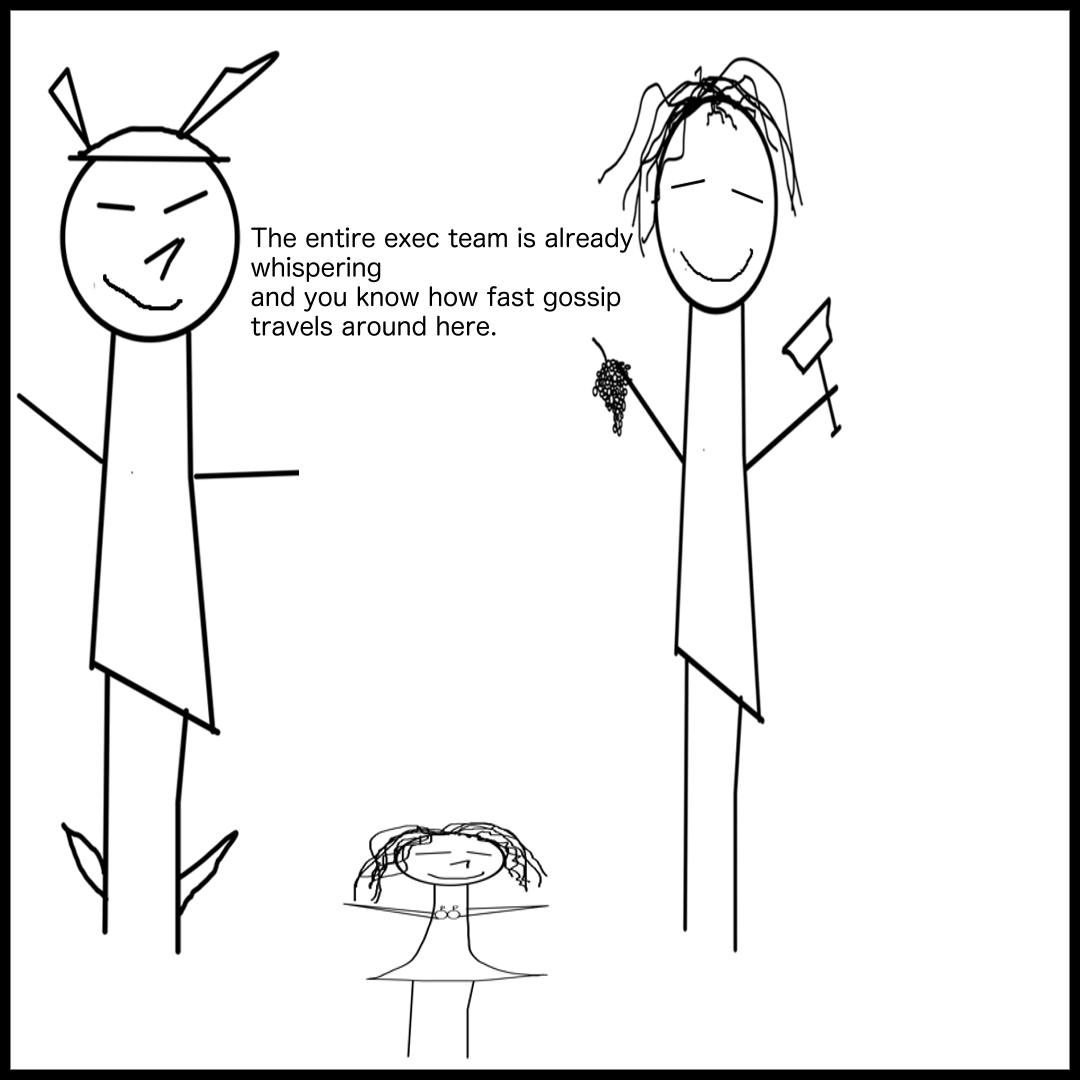 The entire exec team is already
whispering
and you know how fast gossip
travels around here.